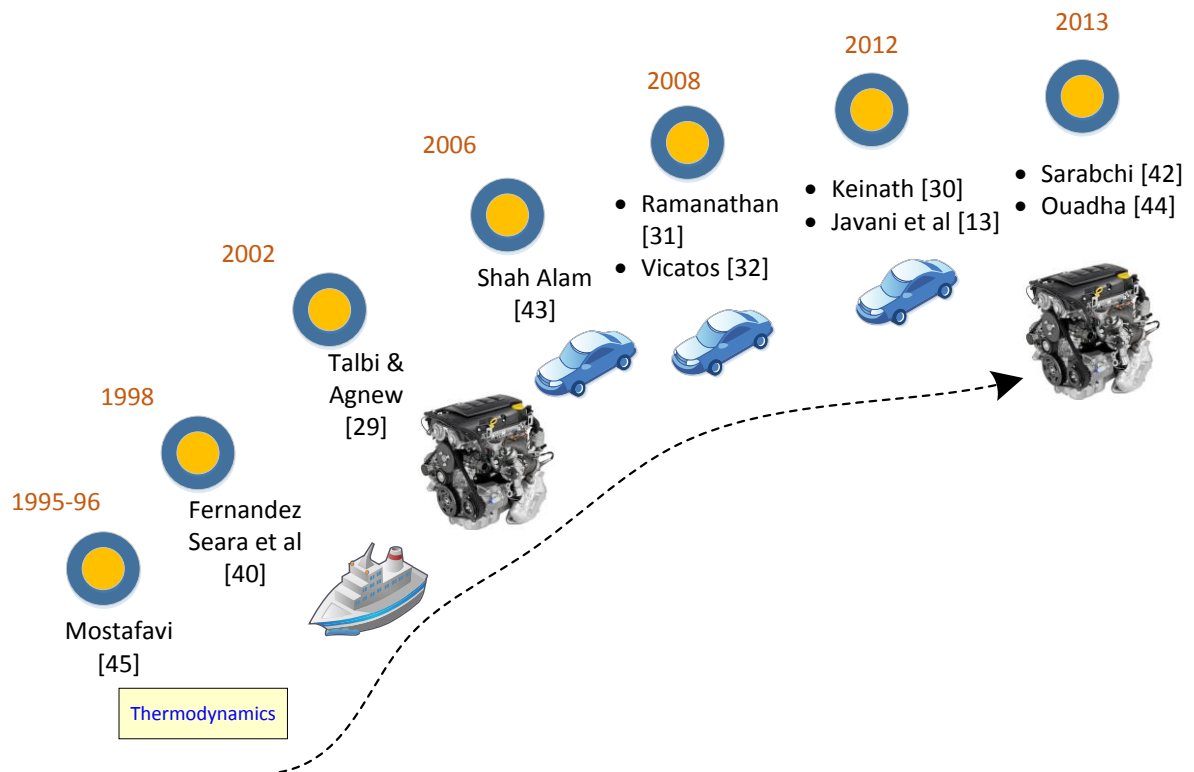 1995-96
Mostafavi
[45]
Thermodynamics
1998
Fernandez
Seara et al
[40]
2002
Talbi &
Agnew
[29]
2006
Shah Alam
[43]
2008
• Ramanathan
[31]
• Vicatos [32]
2012
• Keinath [30]
• Javani et al [13]
2013
• Sarabchi [42]
• Ouadha [44]